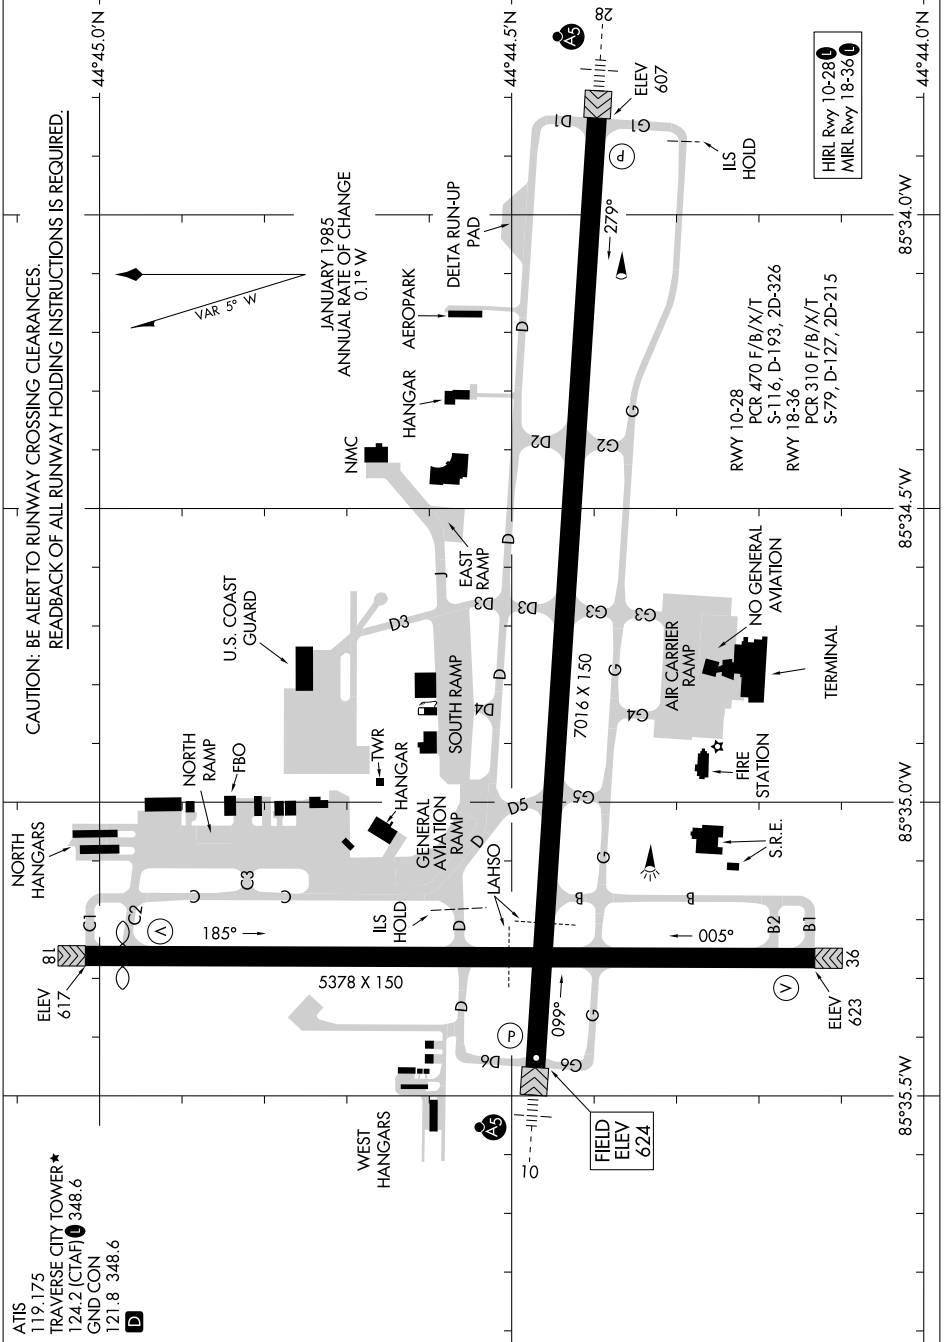 ATIS
119.175
TRAVERSE CITY TOWER★
124.2 (CTAF) L 348.6
GND CON
121.8 348.6
D
CAUTION: BE ALERT TO RUNWAY CROSSING CLEARANCES.
READBACK OF ALL RUNWAY HOLDING INSTRUCTIONS IS REQUIRED.
44°45.0'N
44°44.5'N
44°44.0'N
VAR 5° W
JANUARY 1985
ANNUAL RATE OF CHANGE
0.1° W
NORTH
HANGARS
NORTH
RAMP
FBO
U.S. COAST
GUARD
NMC
HANGAR
AEROPARK
DELTA RUN-UP
PAD
C1
C2
C3
C
C
18
ELEV
617
V
185°
5378 X 150
TWR
HANGAR
GENERAL
AVIATION
RAMP
SOUTH RAMP
EAST
RAMP
J
D3
D3
D3
D4
D5
D
D
D
D
D
D
D2
D1
D6
ILS
HOLD
LAHSO
WEST
HANGARS
A5
P
10
FIELD
ELEV
624
099°
G6
G
G
G
G
G5
G4
G3
G3
G2
G1
7016 X 150
279°
P
ELEV
607
28
A5
ILS
HOLD
B
B
B2
B1
005°
36
V
ELEV
623
S.R.E.
FIRE
STATION
AIR CARRIER
RAMP
TERMINAL
NO GENERAL
AVIATION
RWY 10-28
PCR 470 F/B/X/T
S-116, D-193, 2D-326
RWY 18-36
PCR 310 F/B/X/T
S-79, D-127, 2D-215
HIRL Rwy 10-28 L
MIRL Rwy 18-36 L
85°35.5'W
85°35.0'W
85°34.5'W
85°34.0'W